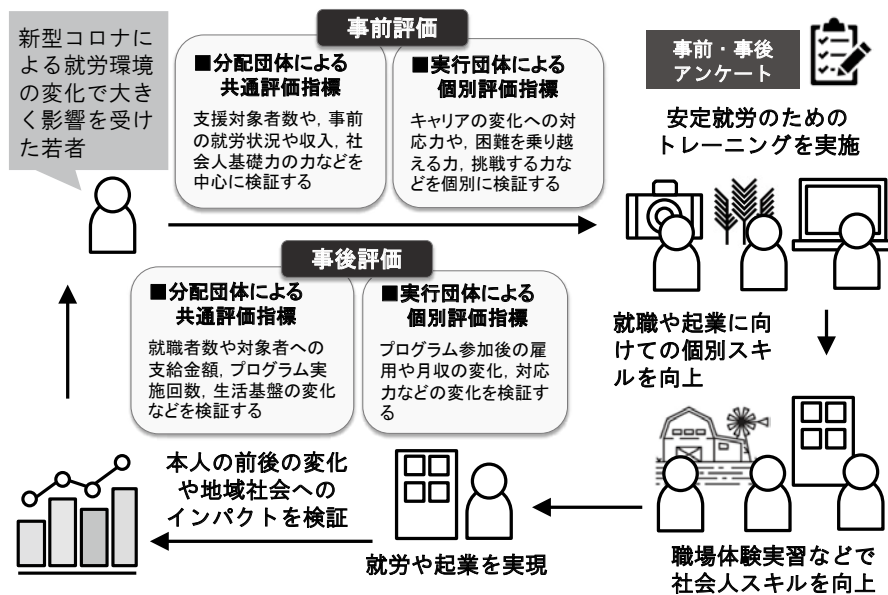 新型コロナに
よる就労環境
の変化で大き
く影響を受け
た若者
事前評価
■分配団体による
共通評価指標
支援対象者数や, 事前
の就労状況や収入, 社
会人基礎力の力などを
中心に検証する
■実行団体による
個別評価指標
キャリアの変化への対
応力や, 困難を乗り越
える力, 挑戦する力な
どを個別に検証する
事前・事後
アンケート
安定就労のための
トレーニングを実施
事後評価
■分配団体による
共通評価指標
就職者数や対象者への
支給金額, プログラム実
施回数, 生活基盤の変化
などを検証する
■実行団体による
個別評価指標
プログラム参加後の雇
用や月収の変化, 対応
力などの変化を検証す
る
就職や起業に向
けての個別スキ
ルを向上
職場体験実習などで
社会人スキルを向上
就労や起業を実現
本人の前後の変化
や地域社会への
インパクトを検証